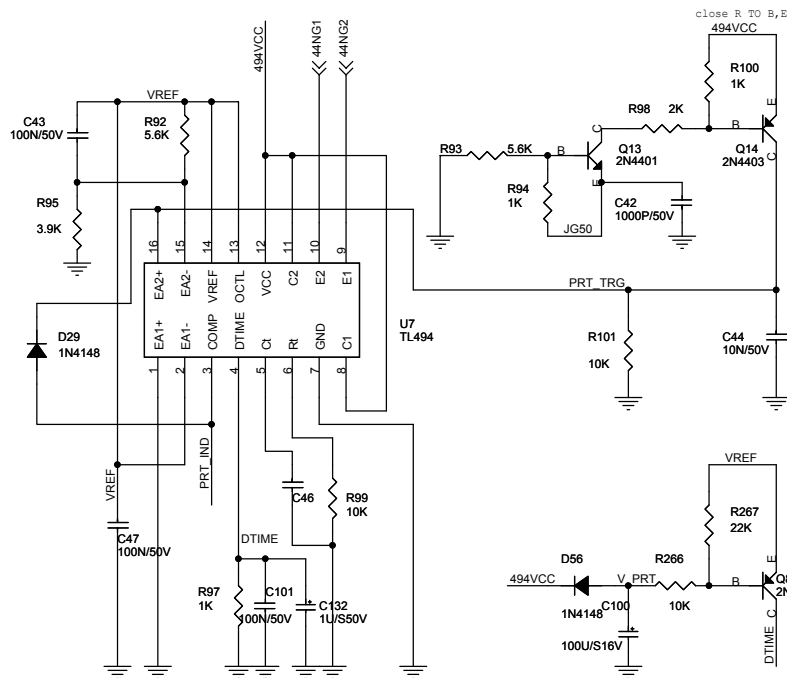 close R TO B,E
494VCC
44NG1
44NG2
494VCC
R100
1K
VREF
C43
100N/50V
R92
5.6K
R98 2K
E
B
C
Q14
2N4403
C
R93 5.6K
B
Q13
2N4401
E
R94
1K
C42
1000P/50V
JG50
R95
3.9K
16 15 14 13 12 11 10 9
EA2+ EA2- VREF OCTL VCC C2 E2 E1
EA1+ EA1- COMP DTIME Ct Rt GND C1
1 2 3 4 5 6 7 8
U7
TL494
PRT_TRG
D29
1N4148
R101
10K
C44
10N/50V
PRT_IND
VREF
C46
R99
10K
VREF
C47
100N/50V
DTIME
R267
22K
D56
R266
E
494VCC
V_PRT
B
1N4148
C100
10K
C
R97
1K
C101
100N/50V
C132
1U/S50V
100U/S16V
DTIME